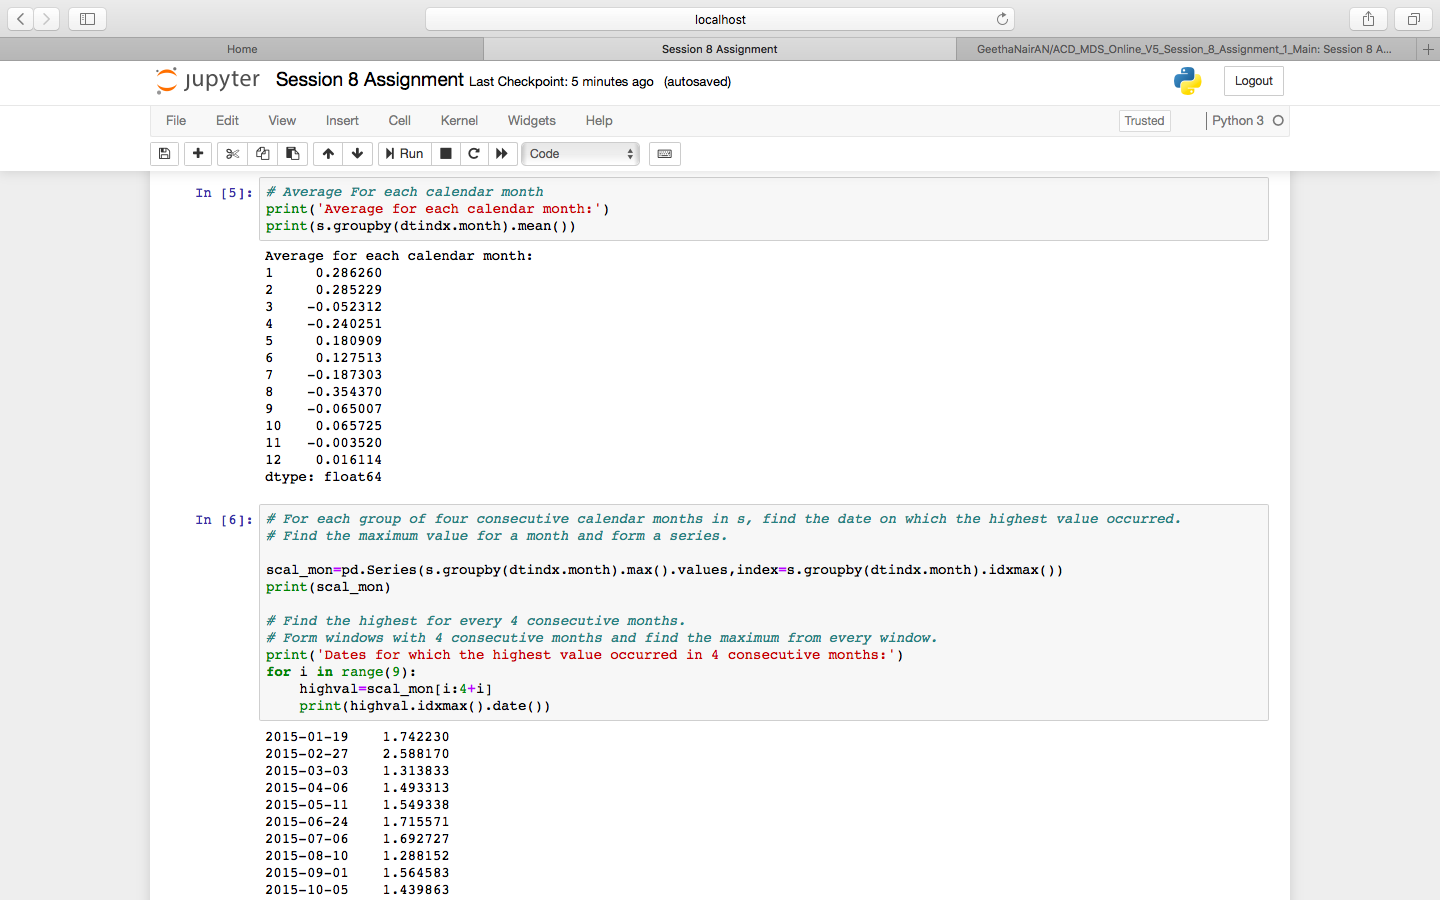 localhost
Home
Session 8 Assignment
GeethaNairAN/ACD_MDS_Online_V5_Session_8_Assignment_1_Main: Session 8 A...
jupyter Session 8 Assignment Last Checkpoint: 5 minutes ago (autosaved)
Logout
File Edit View Insert Cell Kernel Widgets Help
Trusted
Python 3
Run
Code
In [5]: # Average For each calendar month
print('Average for each calendar month:')
print(s.groupby(dtindx.month).mean())
Average for each calendar month:
1 0.286260
2 0.285229
3 -0.052312
4 -0.240251
5 0.180909
6 0.127513
7 -0.187303
8 -0.354370
9 -0.065007
10 0.065725
11 -0.003520
12 0.016114
dtype: float64
In [6]: # For each group of four consecutive calendar months in s, find the date on which the highest value occurred.
# Find the maximum value for a month and form a series.
scal_mon=pd.Series(s.groupby(dtindx.month).max().values,index=s.groupby(dtindx.month).idxmax())
print(scal_mon)
# Find the highest for every 4 consecutive months.
# Form windows with 4 consecutive months and find the maximum from every window.
print('Dates for which the highest value occurred in 4 consecutive months:')
for i in range(9):
    highval=scal_mon[i:4+i]
    print(highval.idxmax().date())
2015-01-19 1.742230
2015-02-27 2.588170
2015-03-03 1.313833
2015-04-06 1.493313
2015-05-11 1.549338
2015-06-24 1.715571
2015-07-06 1.692727
2015-08-10 1.288152
2015-09-01 1.564583
2015-10-05 1.439863